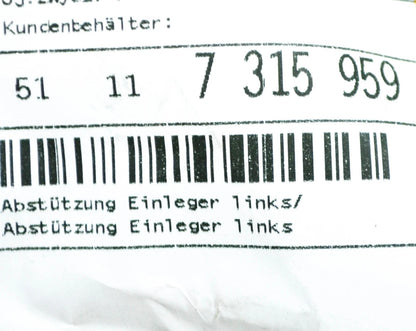 Kundenbehälter:
51 11 7 315 959
Abstützung Einleger links/
Abstützung Einleger links